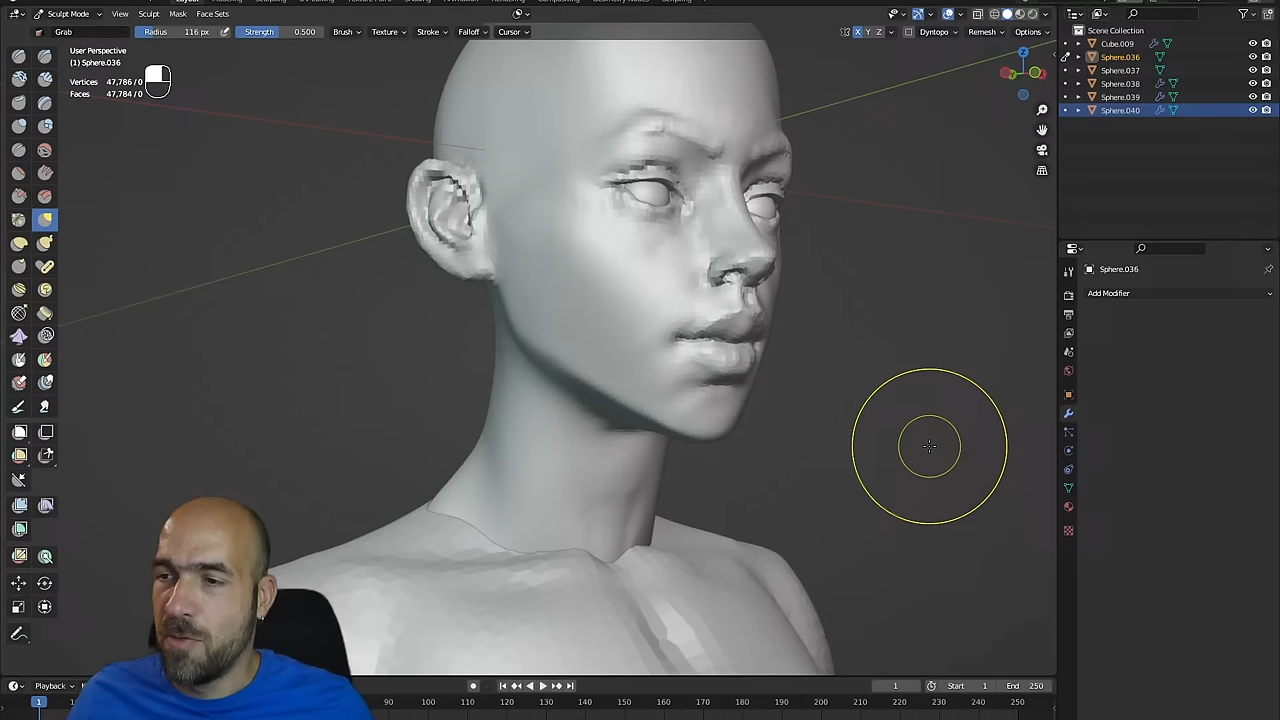 Sculpt Mode View Sculpt Mask Face Sets
Grab Radius 116 px Strength 0.500 Brush Texture Stroke Falloff Cursor X Y Z Dyntopo Remesh Options
User Perspective
(1) Sphere.036
Vertices 47,786/0
Faces 47,784/0
Z
Scene Collection
Cube.009
Sphere.036
Sphere.037
Sphere.038
Sphere.039
Sphere.040
Sphere.036
Add Modifier
Playback 1 Start 1 End 250
1 90 100 110 120 130 140 150 160 170 180 190 200 210 220 230 240 250